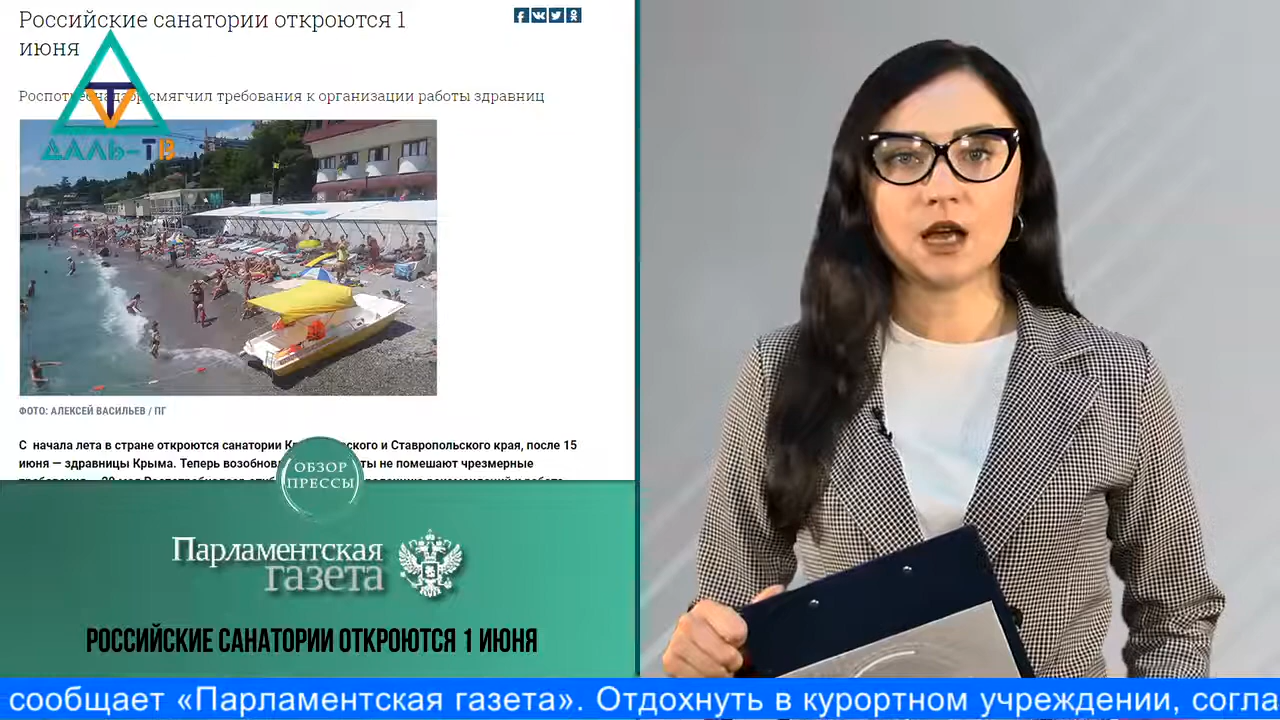 Российские санатории откроются 1
июня
Роспотребнадзор смягчил требования к организации работы здравниц
ДАЛЬ-ТВ
ФОТО: АЛЕКСЕЙ ВАСИЛЬЕВ / ПГ
С начала лета в стране откроются санатории и Ставропольского края, после 15
июня — здравницы Крыма. Теперь не помешают чрезмерные
ОБЗОР
ПРЕССЫ
Парламентская
газета
РОССИЙСКИЕ САНАТОРИИ ОТКРОЮТСЯ 1 ИЮНЯ
сообщает «Парламентская газета». Отдохнуть в курортном учреждении, согла